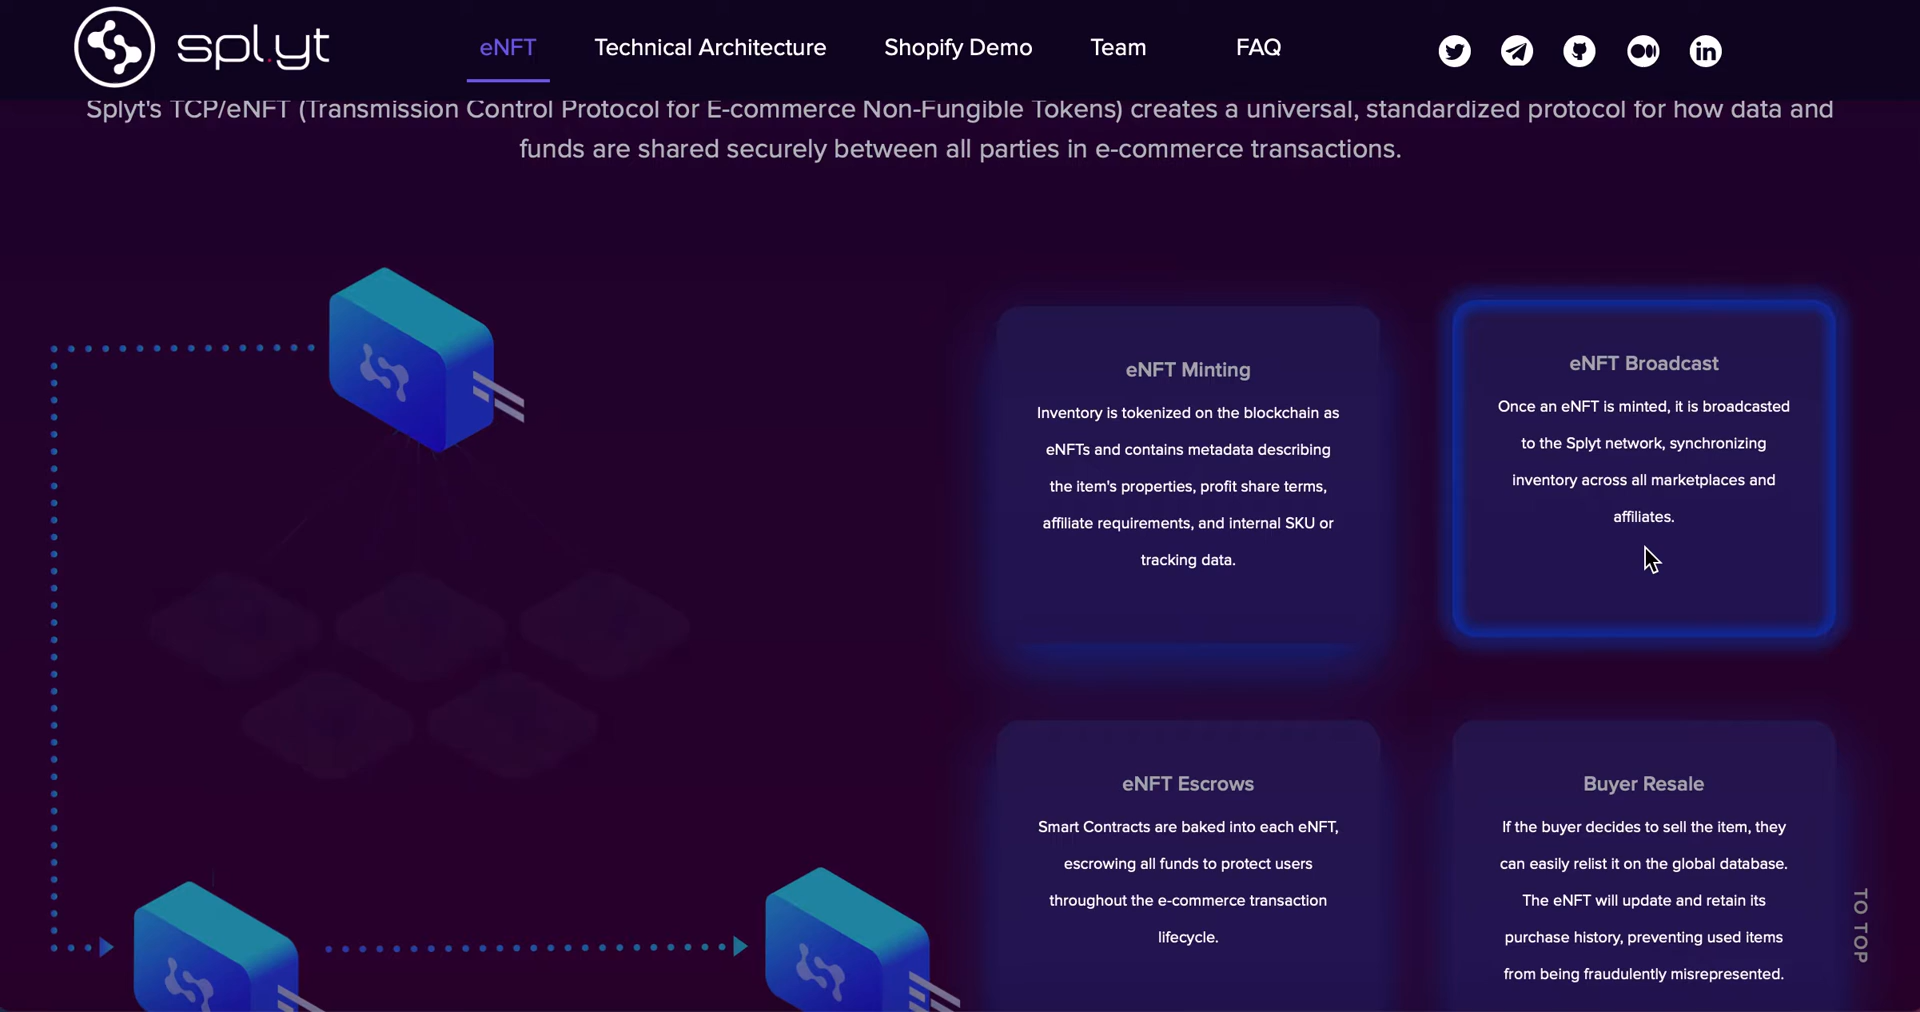 splyt
eNFT
Technical Architecture
Shopify Demo
Team
FAQ
Splyt's TCP/eNFT (Transmission Control Protocol for E-commerce Non-Fungible Tokens) creates a universal, standardized protocol for how data and
funds are shared securely between all parties in e-commerce transactions.
eNFT Minting
Inventory is tokenized on the blockchain as
eNFTs and contains metadata describing
the item's properties, profit share terms,
affiliate requirements, and internal SKU or
tracking data.
eNFT Broadcast
Once an eNFT is minted, it is broadcasted
to the Splyt network, synchronizing
inventory across all marketplaces and
affiliates.
eNFT Escrows
Smart Contracts are baked into each eNFT,
escrowing all funds to protect users
throughout the e-commerce transaction
lifecycle.
Buyer Resale
If the buyer decides to sell the item, they
can easily relist it on the global database.
The eNFT will update and retain its
purchase history, preventing used items
from being fraudulently misrepresented.
TO TOP